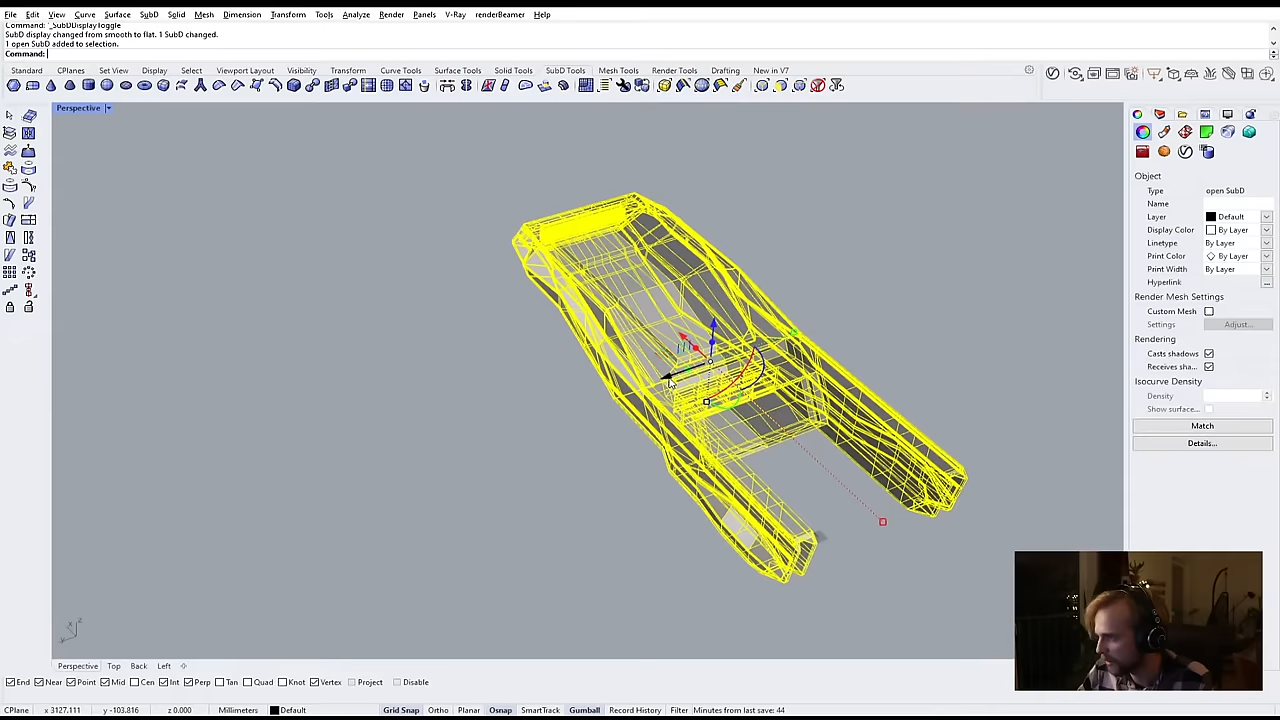 File Edit View Curve Surface SubD Solid Mesh Dimension Transform Tools Analyze Render Panels V-Ray renderBeamer Help
Command: '_SubDDisplayToggle
SubD display changed from smooth to flat. 1 SubD changed.
1 open SubD added to selection.
Command:
Standard CPlanes Set View Display Select Viewport Layout Visibility Transform Curve Tools Surface Tools Solid Tools SubD Tools Mesh Tools Render Tools Drafting New in V7
Perspective
Object
Type open SubD
Name
Layer Default
Display Color By Layer
Linetype By Layer
Print Color By Layer
Print Width By Layer
Hyperlink ...
Render Mesh Settings
Custom Mesh
Settings Adjust...
Rendering
Casts shadows
Receives sha...
Isocurve Density
Density
Show surface...
Match
Details...
z
x
y
Perspective Top Back Left
End Near Point Mid Cen Int Perp Tan Quad Knot Vertex Project Disable
CPlane x 3127.111 y -103.816 z 0.000 Millimeters Default Grid Snap Ortho Planar Osnap SmartTrack Gumball Record History Filter Minutes from last save: 44